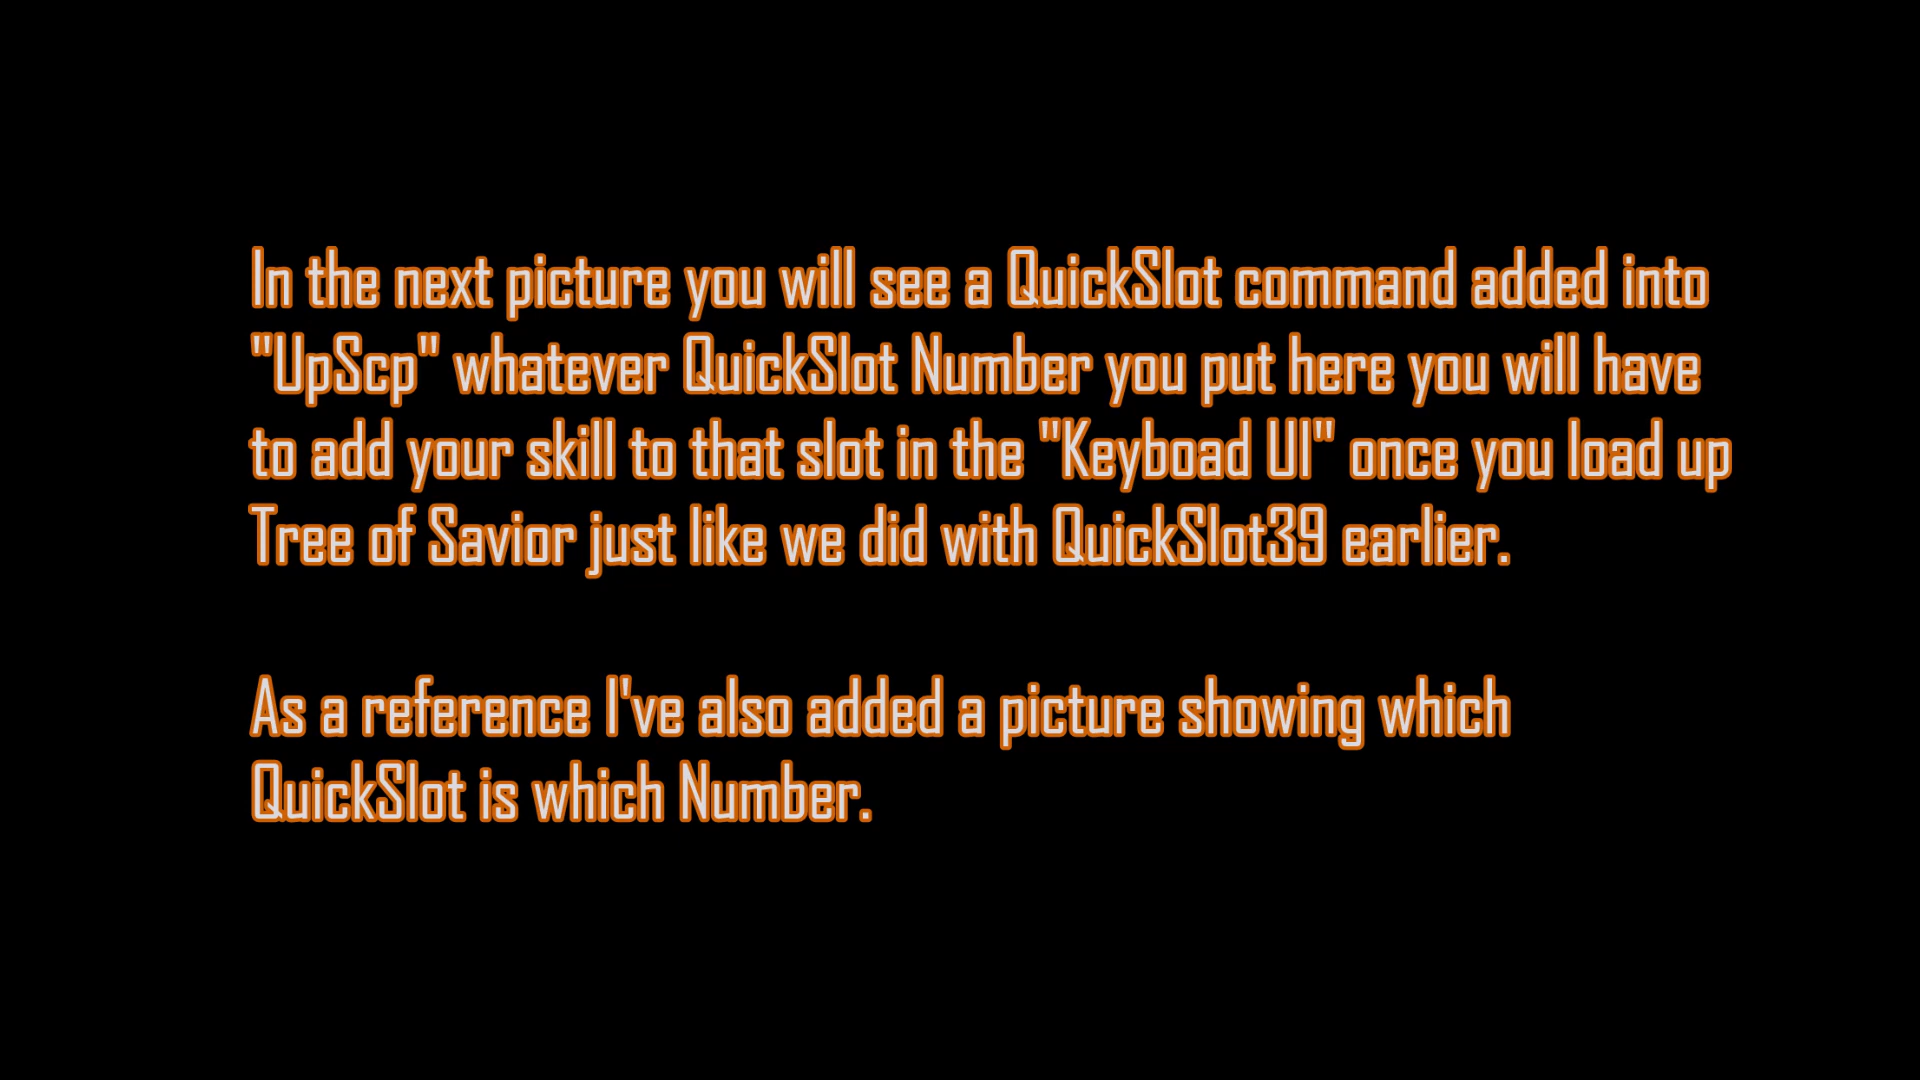 In the next picture you will see a QuickSlot command added into
"UpScp" whatever QuickSlot Number you put here you will have
to add your skill to that slot in the "Keyboad UI" once you load up
Tree of Savior just like we did with QuickSlot39 earlier.
As a reference I've also added a picture showing which
QuickSlot is which Number.